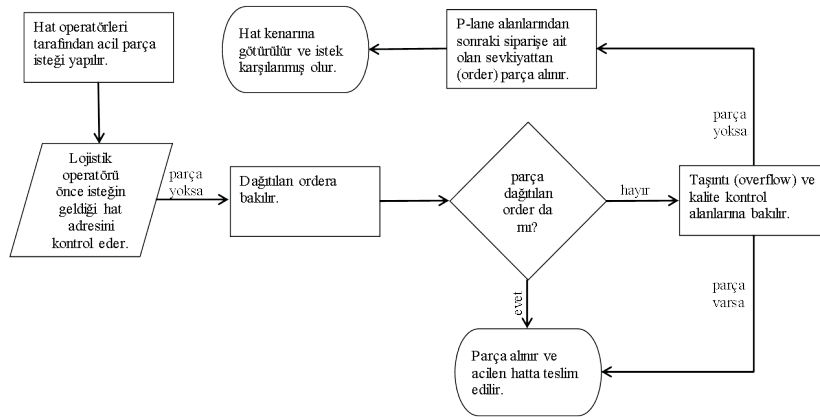 Hat operatörleri
tarafından acil parça
isteği yapılır.
Lojistik
operatörü
önce isteğin
geldiği hat
adresini
kontrol eder.
parça
yoksa
Dağıtılan ordera
bakılır.
parça
dağıtılan
order da
mı?
hayır
evet
Taşıntı (overflow) ve
kalite kontrol
alanlarına bakılır.
parça
yoksa
parça
varsa
P-lane alanlarından
sonraki siparişe ait
olan sevkiyattan
(order) parça alınır.
Hat kenarına
götürülür ve istek
karşılanmış olur.
Parça alınır ve
acilen hatta teslim
edilir.